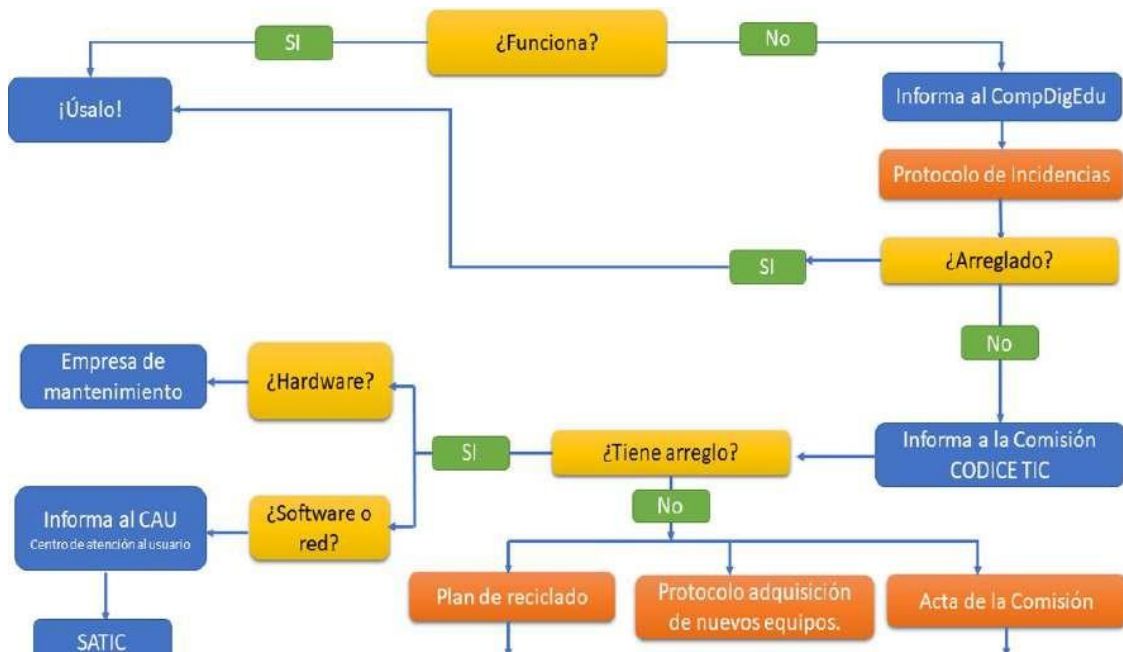 SI
¿Funciona?
No
¡Úsalo!
Informa al CompDigEdu
Protocolo de Incidencias
SI
¿Arreglado?
No
Empresa de
mantenimiento
¿Hardware?
SI
¿Tiene arreglo?
Informa a la Comisión
CODICE TIC
No
Informa al CAU
Centro de atención al usuario
¿Software o
red?
Plan de reciclado
Protocolo adquisición
de nuevos equipos.
Acta de la Comisión
SATIC